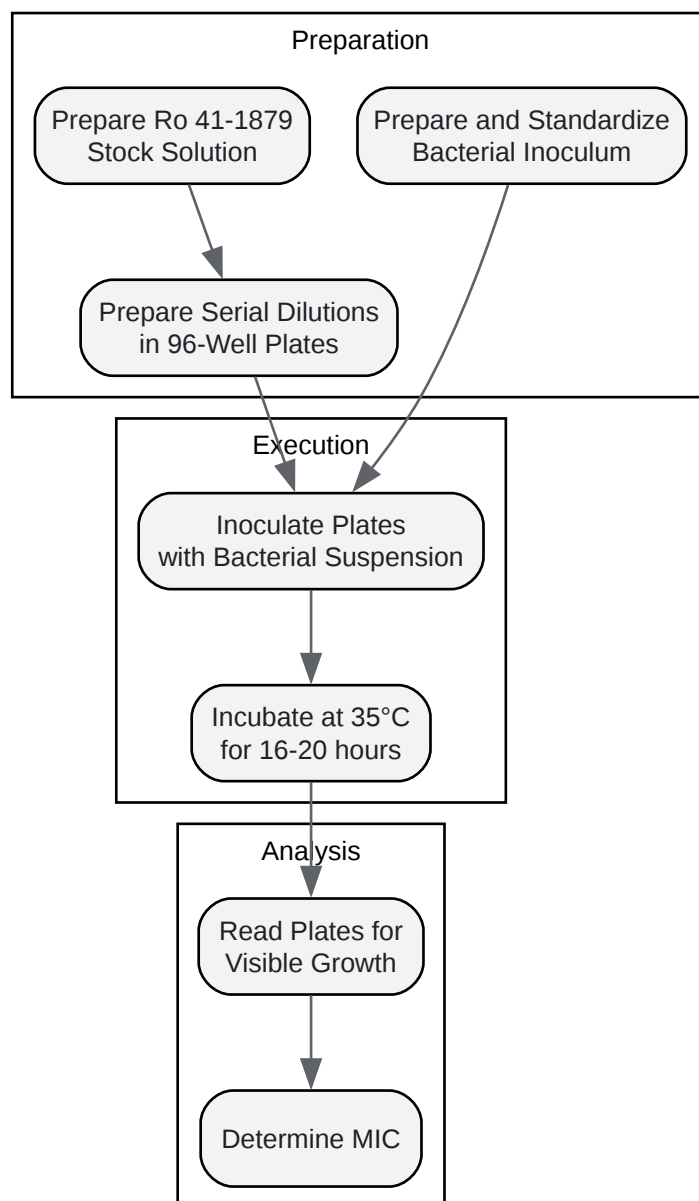 Preparation
Prepare Ro 41-1879
Stock Solution
Prepare and Standardize
Bacterial Inoculum
Prepare Serial Dilutions
in 96-Well Plates
Execution
Inoculate Plates
with Bacterial Suspension
Incubate at 35°C
for 16-20 hours
Analysis
Read Plates for
Visible Growth
Determine MIC